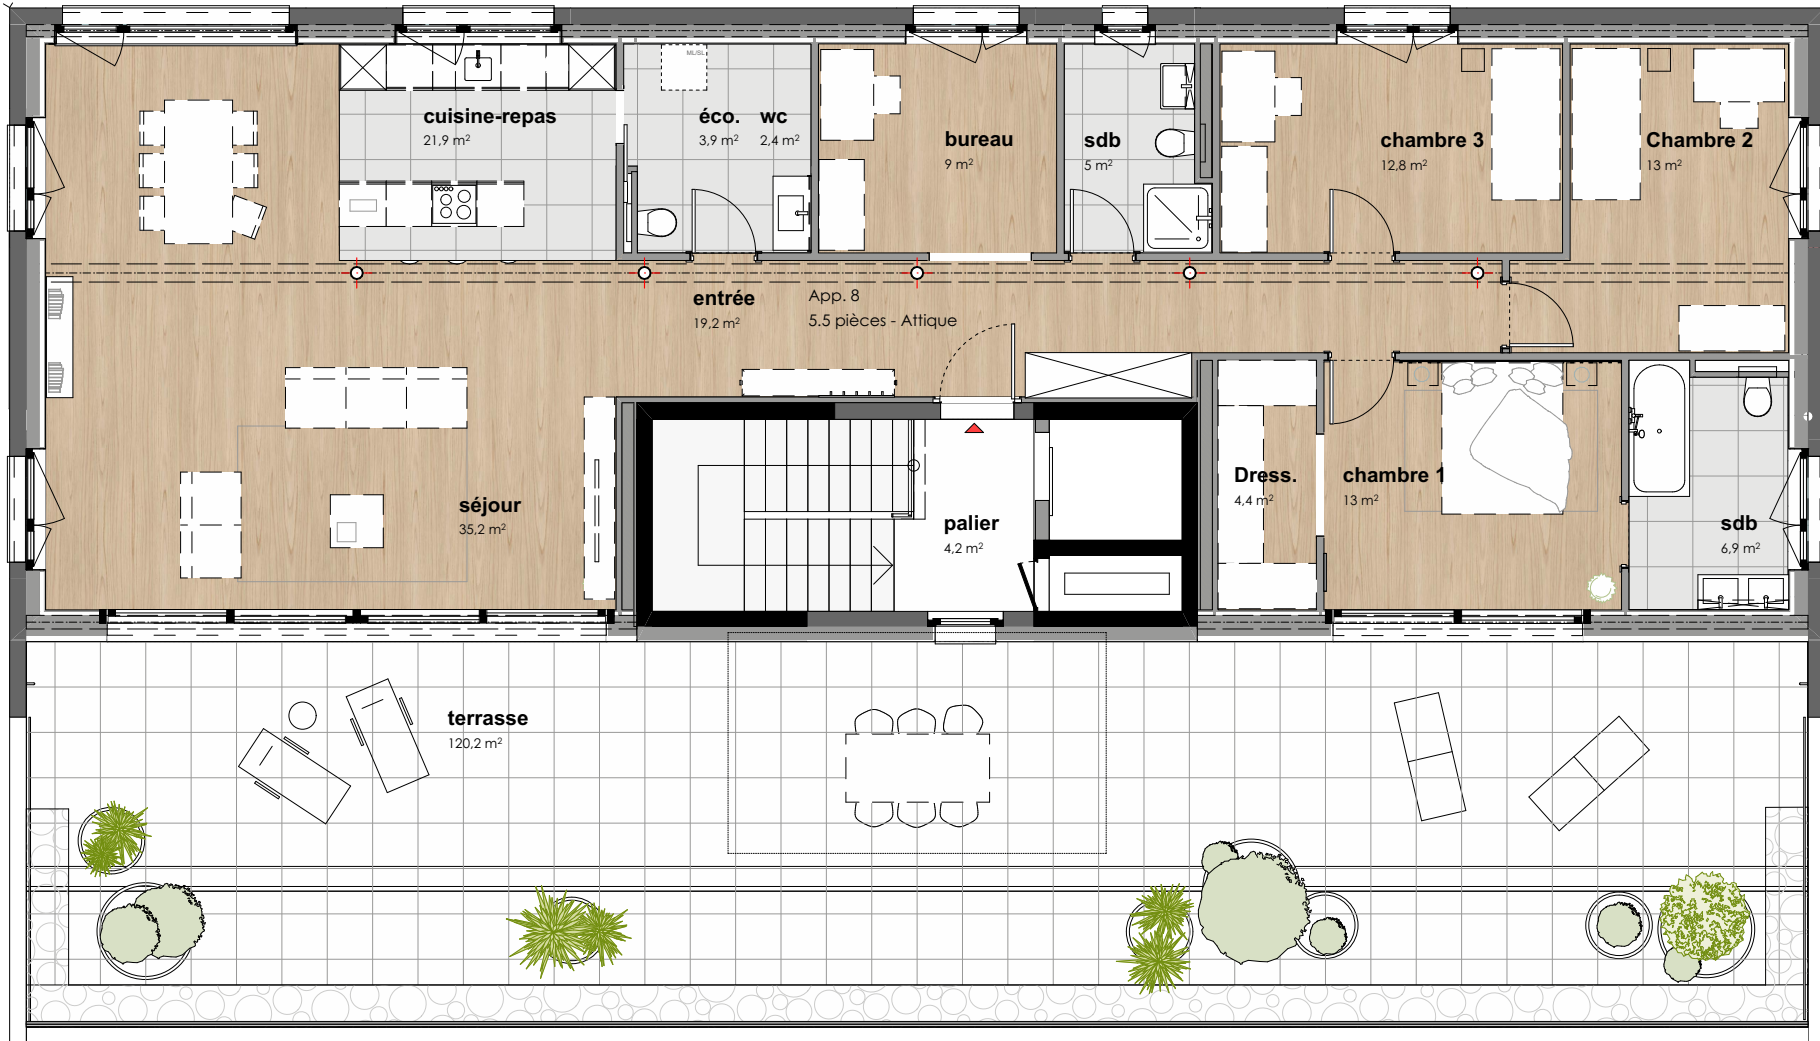 ML/SL
cuisine-repas
21,9 m²
éco.
3,9 m²
wc
2,4 m²
bureau
9 m²
sdb
5 m²
chambre 3
12,8 m²
Chambre 2
13 m²
entrée
19,2 m²
App. 8
5.5 pièces - Attique
séjour
35,2 m²
palier
4,2 m²
Dress.
4,4 m²
chambre 1
13 m²
sdb
6,9 m²
terrasse
120,2 m²